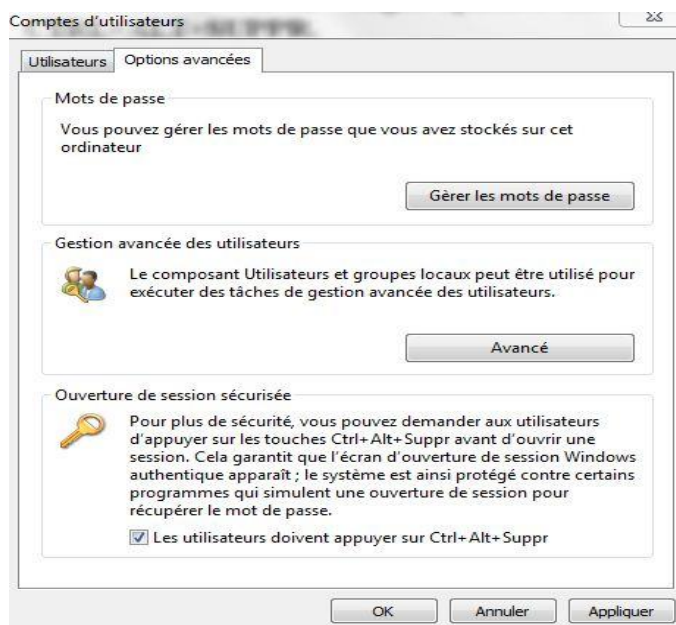 Comptes d'utilisateurs
Utilisateurs
Options avancées
Mots de passe
Vous pouvez gérer les mots de passe que vous avez stockés sur cet
ordinateur
Gérer les mots de passe
Gestion avancée des utilisateurs
Le composant Utilisateurs et groupes locaux peut être utilisé pour
exécuter des tâches de gestion avancée des utilisateurs.
Avancé
Ouverture de session sécurisée
Pour plus de sécurité, vous pouvez demander aux utilisateurs
d'appuyer sur les touches Ctrl+Alt+Suppr avant d'ouvrir une
session. Cela garantit que l'écran d'ouverture de session Windows
authentique apparaît ; le système est ainsi protégé contre certains
programmes qui simulent une ouverture de session pour
récupérer le mot de passe.
Les utilisateurs doivent appuyer sur Ctrl+Alt+Suppr
OK
Annuler
Appliquer